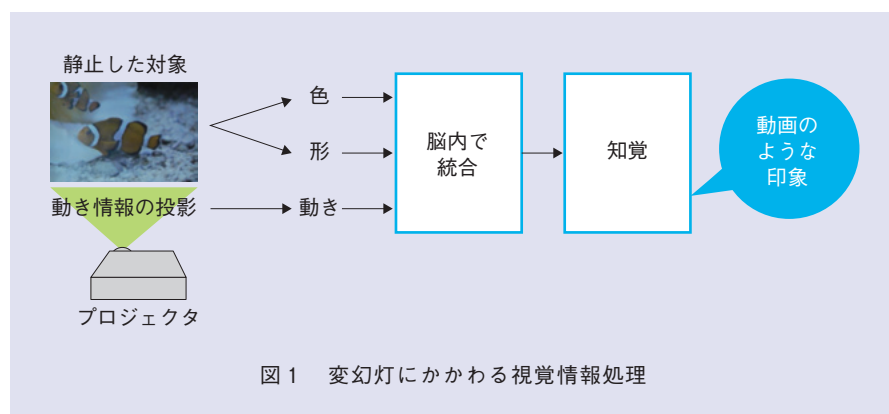 静止した対象
動き情報の投影
プロジェクタ
色
形
動き
脳内で
統合
知覚
動画の
ような
印象
図1 変幻灯にかかわる視覚情報処理